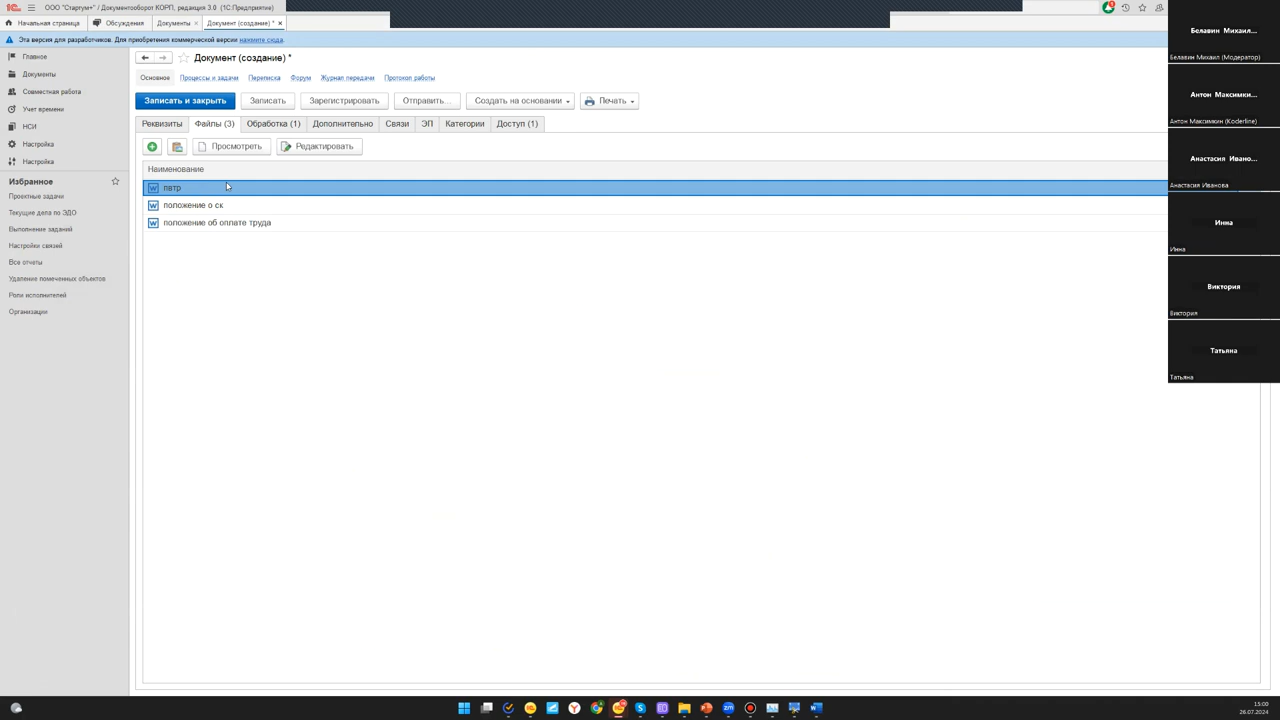 ООО "Стартум+" / Документооборот КОРП, редакция 3.0 (1С:Предприятие)
Начальная страница
Обсуждения
Документы ×
Документ (создание) * ×
Эта версия для разработчиков. Для приобретения коммерческой версии нажмите сюда.
Главное
Документы
Совместная работа
Учет времени
НСИ
Настройка
Настройка
Избранное
Проектные задачи
Текущие дела по ЭДО
Выполнение заданий
Настройки связей
Все отчеты
Удаление помеченных объектов
Роли исполнителей
Организации
Документ (создание) *
Основное Процессы и задачи Переписка Форум Журнал передачи Протокол работы
Записать и закрыть Записать Зарегистрировать Отправить... Создать на основании Печать
Реквизиты Файлы (3) Обработка (1) Дополнительно Связи ЭП Категории Доступ (1)
Просмотреть Редактировать
Наименование
пвтр
положение о ск
положение об оплате труда
Белавин Михаил...
Белавин Михаил (Модератор)
Антон Максимки...
Антон Максимкин (Koderline)
Анастасия Ивано...
Анастасия Иванова
Инна
Инна
Виктория
Виктория
Татьяна
Татьяна
15:00
26.07.2024